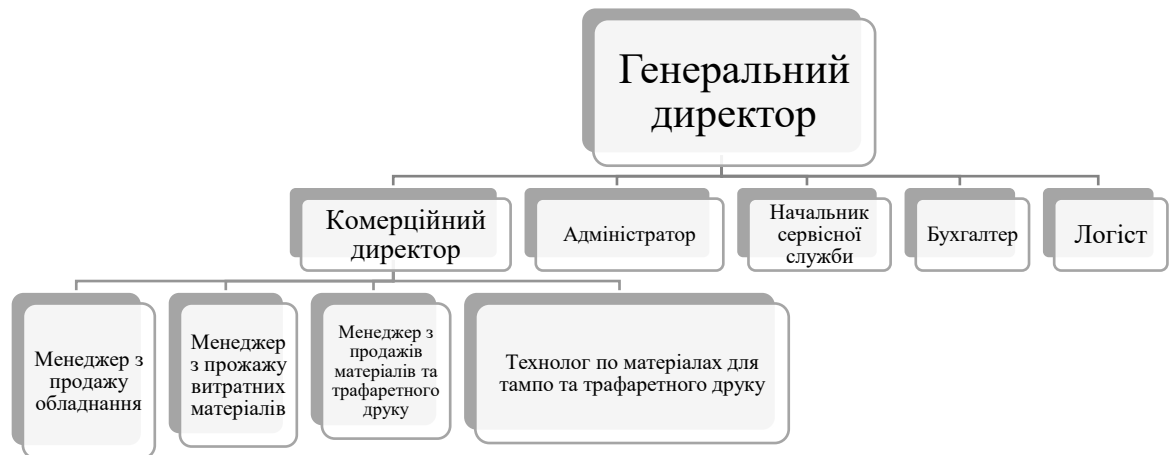 Генеральний
директор
Комерційний
директор
Адміністратор
Начальник
сервісної
служби
Бухгалтер
Логіст
Менеджер з
продажу
обладнання
Менеджер
з прожажу
витратних
матеріалів
Менеджер з
продажів
матеріалів та
трафаретного
друку
Технолог по матеріалах для
тампо та трафаретного друку